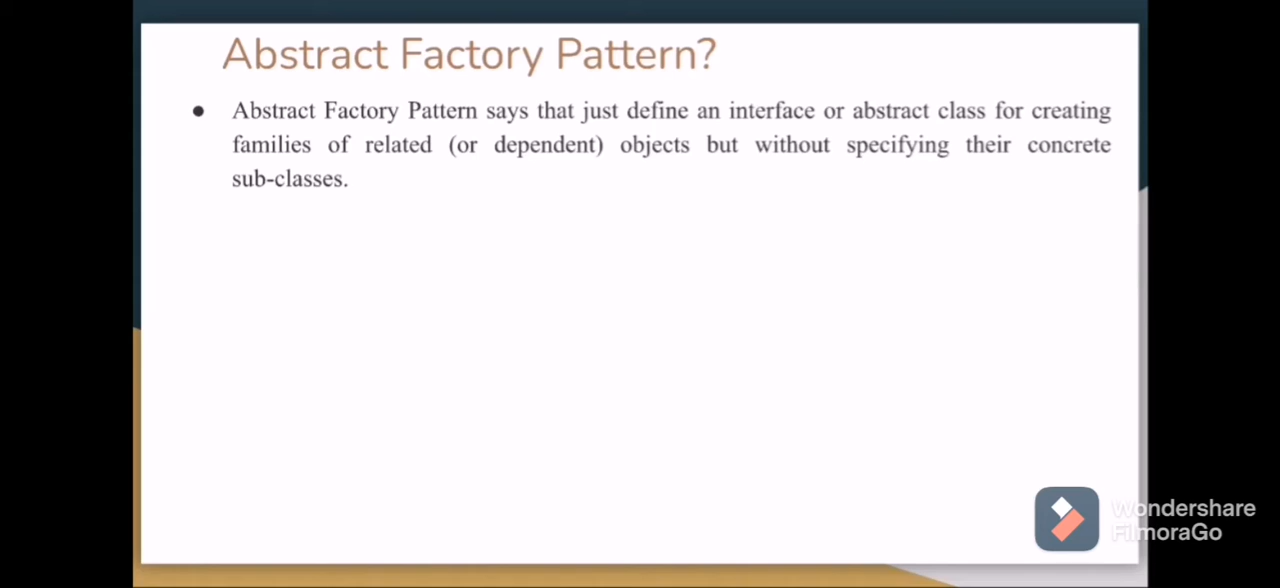 Abstract Factory Pattern?
● Abstract Factory Pattern says that just define an interface or abstract class for creating
families of related (or dependent) objects but without specifying their concrete
sub-classes.
Wondershare
FilmoraGo